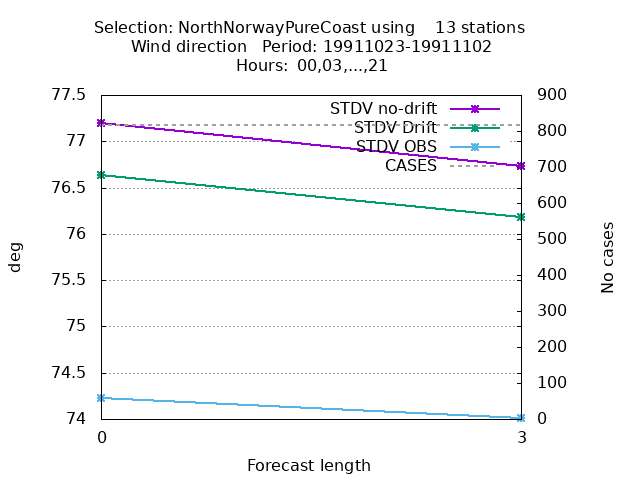 Selection: NorthNorwayPureCoast using    13 stations
Wind direction   Period: 19911023-19911102
Hours:  00,03,...,21
77.5
77
76.5
76
75.5
75
74.5
74
900
800
700
600
500
400
300
200
100
0
STDV no-drift
STDV Drift
STDV OBS
CASES
deg
No cases
0
3
Forecast length